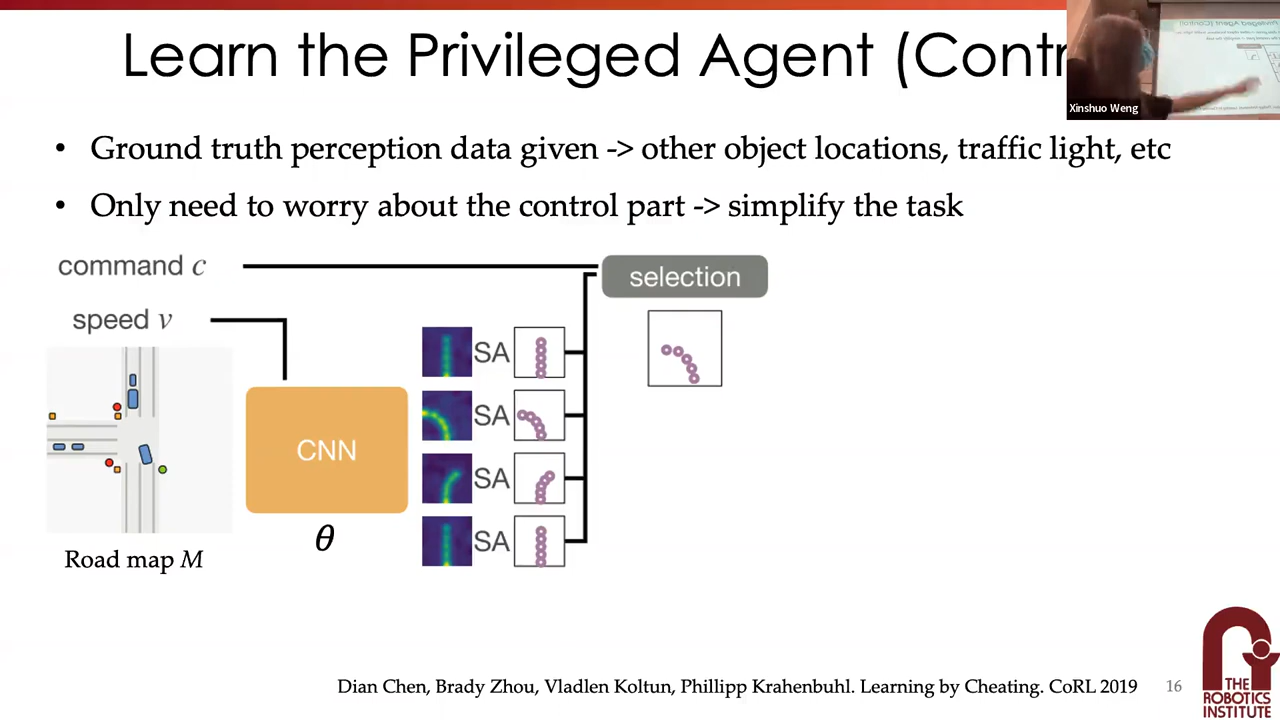 Learn the Privileged Agent (Contr
Xinshuo Weng
• Ground truth perception data given -> other object locations, traffic light, etc
• Only need to worry about the control part -> simplify the task
command c
selection
speed v
SA
SA
CNN
SA
SA
θ
Road map M
Dian Chen, Brady Zhou, Vladlen Koltun, Phillipp Krahenbuhl. Learning by Cheating. CoRL 2019
16
THE
ROBOTICS
INSTITUTE